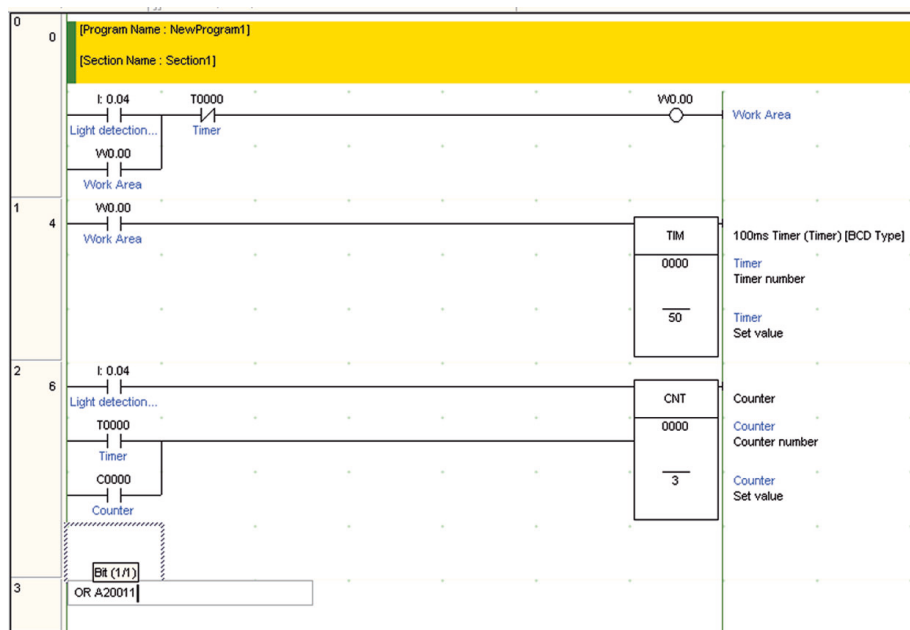 0
0
[Program Name : NewProgram1]
[Section Name : Section1]
I: 0.04
T0000
W0.00
Work Area
Light detection...
Timer
W0.00
Work Area
1
4
W0.00
Work Area
TIM
100ms Timer (Timer) [BCD Type]
0000
Timer
Timer number
50
Timer
Set value
2
6
I: 0.04
Light detection...
CNT
Counter
T0000
0000
Counter
Counter number
Timer
C0000
3
Counter
Set value
Counter
Bit (1/1)
3
OR A20011